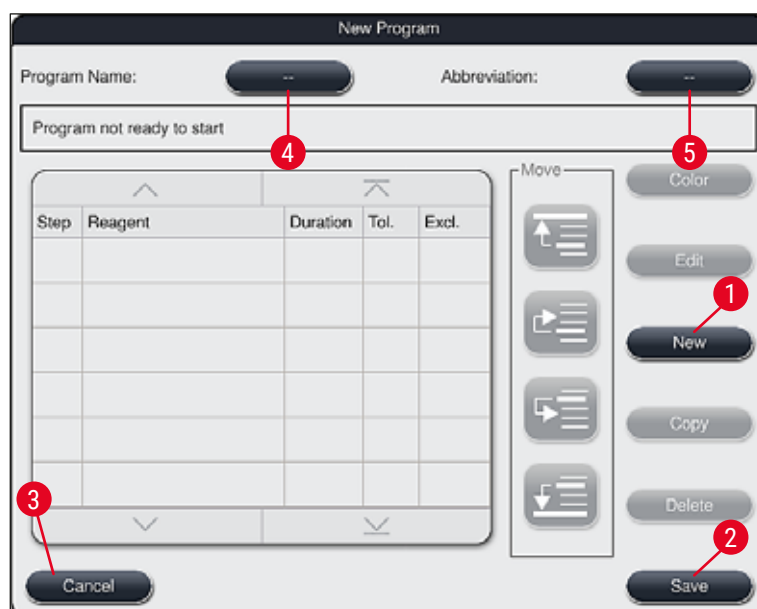 New Program
Program Name: -- Abbreviation: --
4 5
Program not ready to start
Move Color
Step Reagent Duration Tol. Excl.
Edit
1
New
Copy
3 Delete
2
Cancel Save